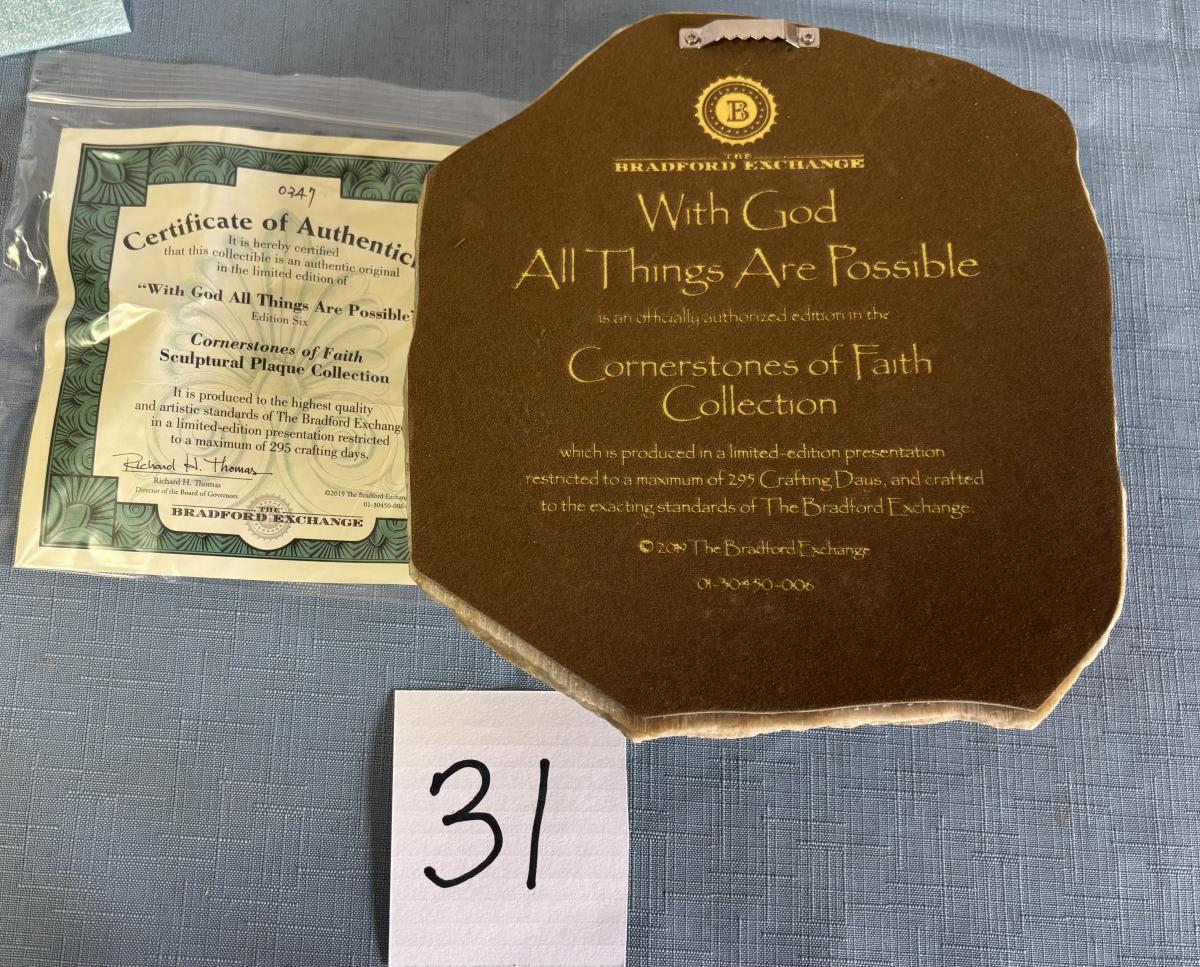 0347
Certificate of Authentic
It is hereby certified
that this collectible is an authentic original
in the limited edition of
"With God All Things Are Possible"
Edition Six
Cornerstones of Faith
Sculptural Plaque Collection
It is produced to the highest quality
and artistic standards of The Bradford Exchange
in a limited-edition presentation restricted
to a maximum of 295 crafting days.
Richard H. Thomas
Richard H. Thomas
Director of the Board of Governors
©2019 The Bradford Exchan
01-30450-006
THE
BRADFORD EXCHANGE
B
THE
BRADFORD EXCHANGE
With God
All Things Are Possible
is an officially authorized edition in the
Cornerstones of Faith
Collection
which is produced in a limited-edition presentation
restricted to a maximum of 295 Crafting Days, and crafted
to the exacting standards of The Bradford Exchange.
© 2019 The Bradford Exchange
01-30450-006
31